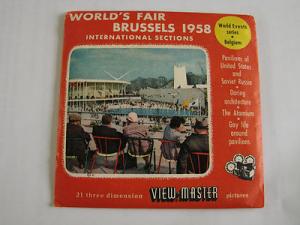 WORLD'S FAIR
BRUSSELS 1958
INTERNATIONAL SECTIONS
World Events
series
Belgium
Pavilions of
United States
and
Soviet Russia
Daring
architecture
The Atomium
Gay life
around
pavilions
21 three dimension VIEW-MASTER pictures